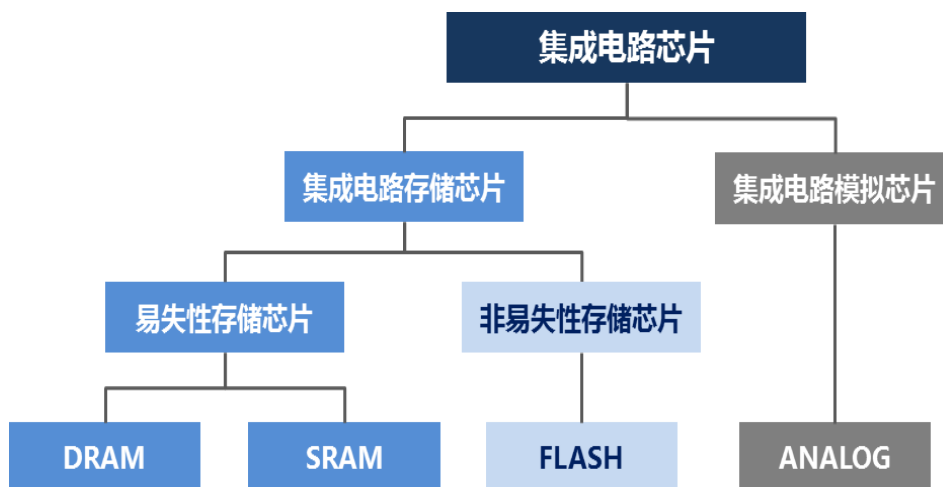 集成电路芯片
集成电路存储芯片
集成电路模拟芯片
易失性存储芯片
非易失性存储芯片
DRAM
SRAM
FLASH
ANALOG